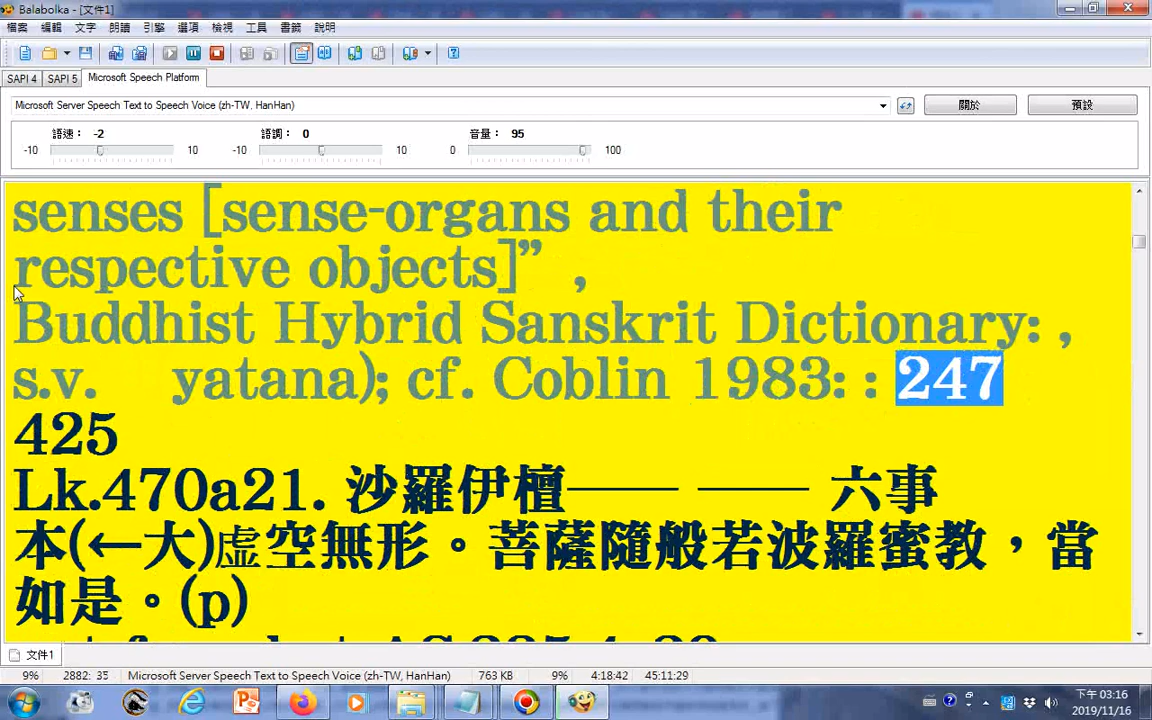 Balabolka - [文件1]
檔案 編輯 文字 朗讀 引擎 選項 檢視 工具 書籤 說明
SAPI 4 SAPI 5 Microsoft Speech Platform
Microsoft Server Speech Text to Speech Voice (zh-TW, HanHan) 關於 預設
語速： -2 語調： 0 音量： 95
-10 10 -10 10 0 100
senses [sense-organs and their
respective objects]” ,
Buddhist Hybrid Sanskrit Dictionary: ,
s.v. yatana); cf. Coblin 1983: : 247
425
Lk.470a21. 沙羅伊檀—— —— 六事
本(←大)虚空無形。菩薩隨般若波羅蜜教，當
如是。(p)
文件1
9% 2882: 35 Microsoft Server Speech Text to Speech Voice (zh-TW, HanHan) 763 KB 9% 4:18:42 45:11:29
下午 03:16
2019/11/16